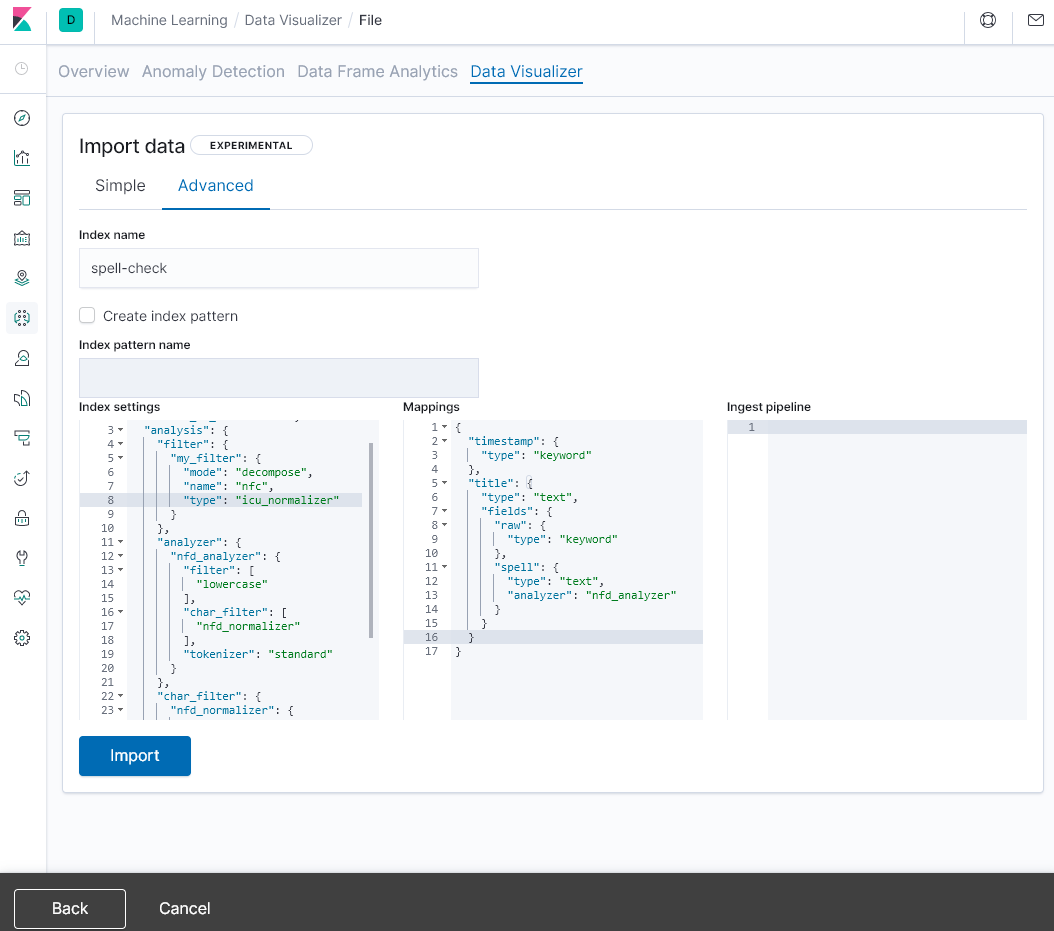 D Machine Learning / Data Visualizer / File
Overview Anomaly Detection Data Frame Analytics Data Visualizer
Import data EXPERIMENTAL
Simple Advanced
Index name
spell-check
Create index pattern
Index pattern name
Index settings
3 "analysis": {
4 "filter": {
5 "my_filter": {
6 "mode": "decompose",
7 "name": "nfc",
8 "type": "icu_normalizer"
9 }
10 },
11 "analyzer": {
12 "nfd_analyzer": {
13 "filter": [
14 "lowercase"
15 ],
16 "char_filter": [
17 "nfd_normalizer"
18 ],
19 "tokenizer": "standard"
20 }
21 },
22 "char_filter": {
23 "nfd_normalizer": {
Mappings
1 {
2 "timestamp": {
3 "type": "keyword"
4 },
5 "title": {
6 "type": "text",
7 "fields": {
8 "raw": {
9 "type": "keyword"
10 },
11 "spell": {
12 "type": "text",
13 "analyzer": "nfd_analyzer"
14 }
15 }
16 }
17 }
Ingest pipeline
1
Import
Back Cancel